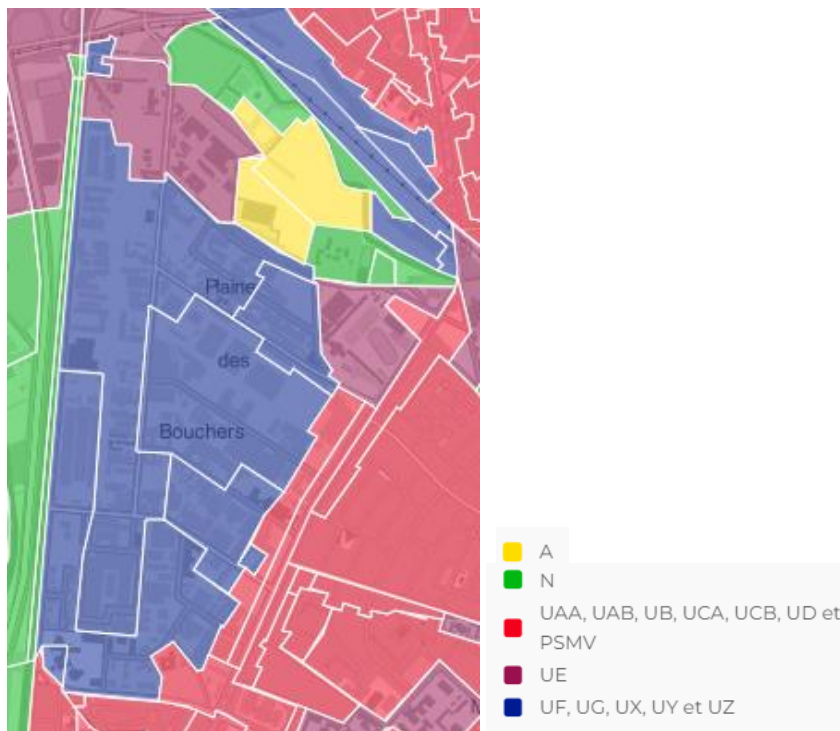 Plaine
des
Bouchers
A
N
UAA, UAB, UB, UCA, UCB, UD et
PSMV
UE
UF, UG, UX, UY et UZ